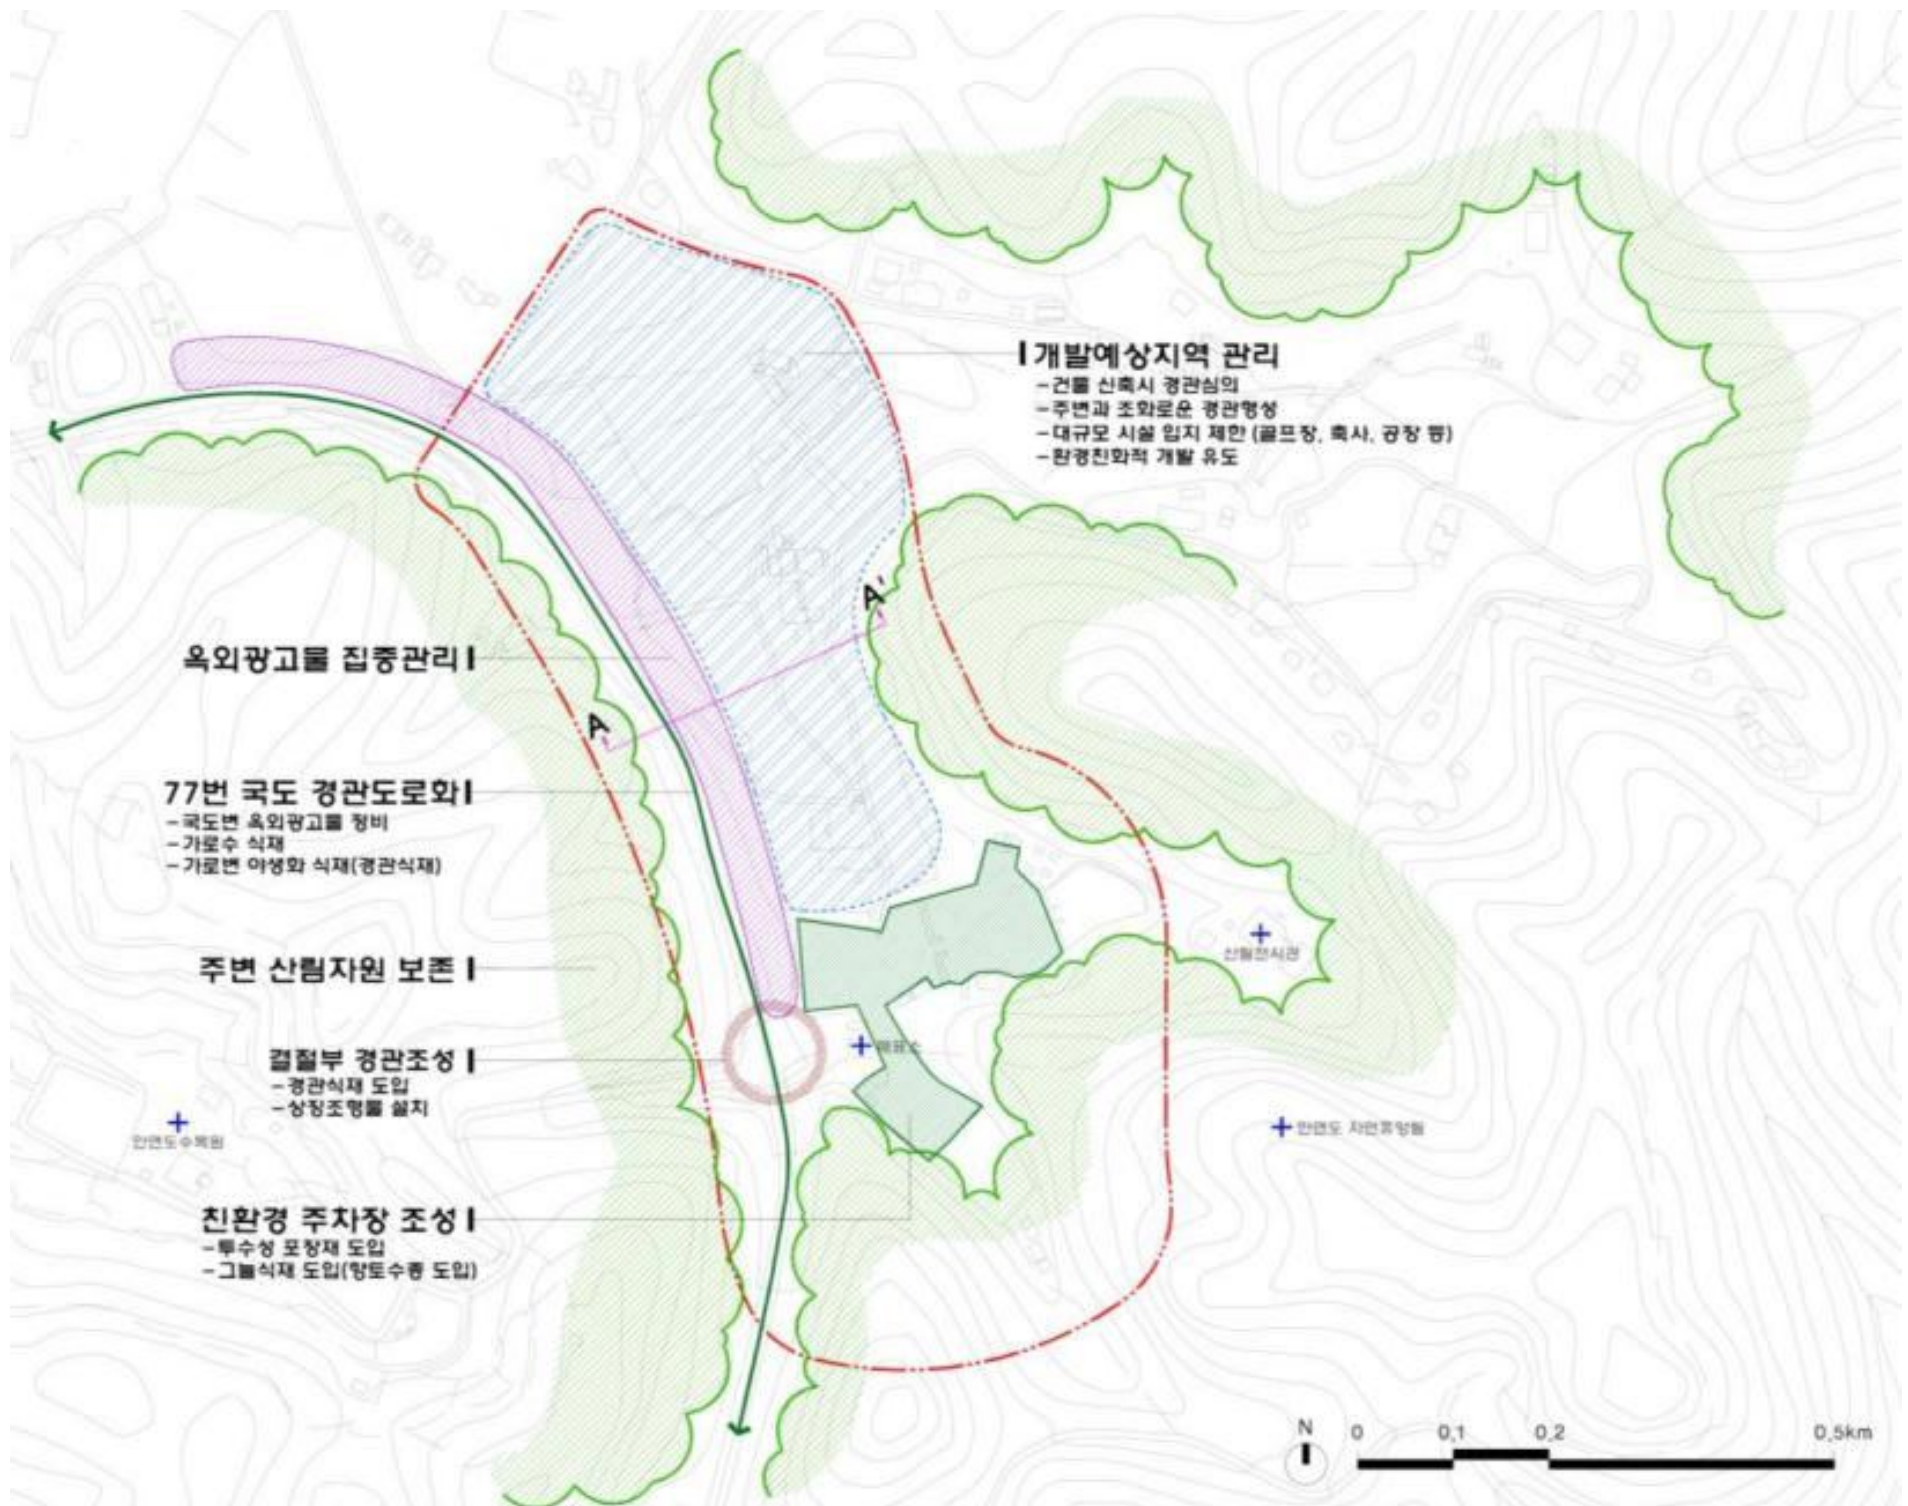 개발예상지역 관리
-건물 신축시 경관심의
-주변과 조화로운 경관형성
-대규모 시설 입지 제한 (골프장, 축사, 공장 등)
-환경친화적 개발 유도
A'
옥외광고물 집중관리
A
77번 국도 경관도로화
-국도변 옥외광고물 정비
-가로수 식재
-가로변 야생화 식재(경관식재)
산림전시관
주변 산림자원 보존
매표소
결절부 경관조성
-경관식재 도입
-상징조형물 설치
안면도수목원
안면도 자연휴양림
친환경 주차장 조성
-투수성 포장재 도입
-그늘식재 도입(향토수종 도입)
N
0 0,1 0,2 0,5km